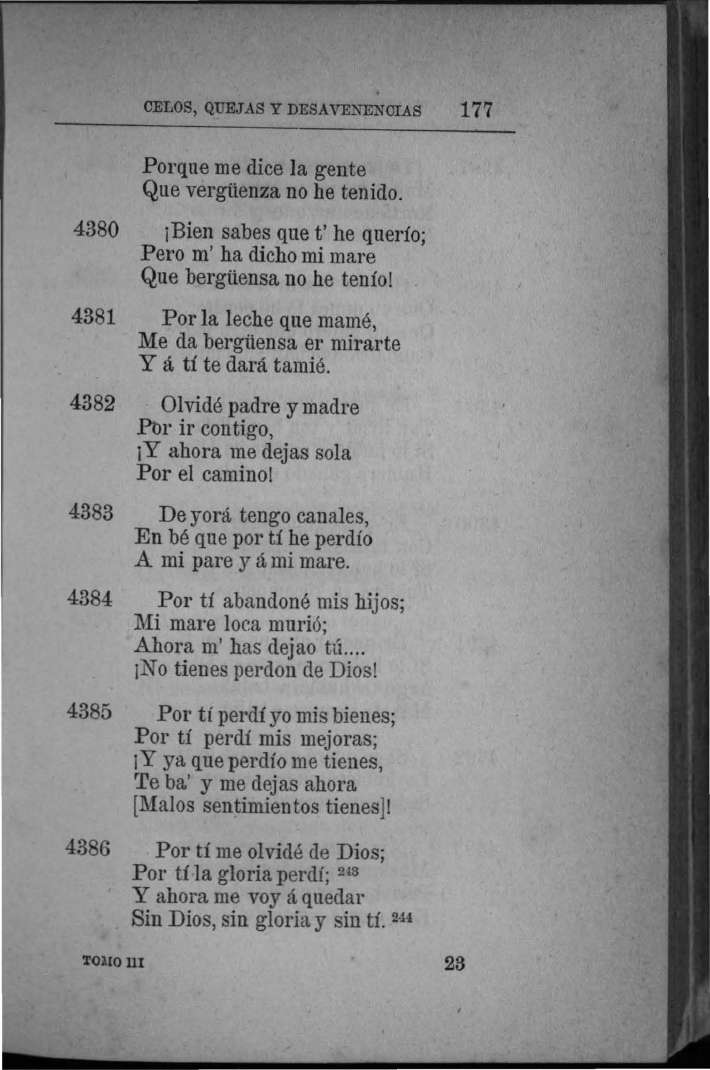 CELOS, QUEJAS Y DESAVENENCIAS 177
Porque me dice la gente
Que vergüenza no he tenido.
4380 ¡Bien sabes que t' he querío;
Pero m' ha dicho mi mare
Que bergüensa no he tenío!
4381 Por la leche que mamé,
Me da bergüensa er mirarte
Y á tí te dará tamié.
4382 Olvidé padre y madre
Por ir contigo,
¡Y ahora me dejas sola
Por el camino!
4383 De yorá tengo canales,
En bé que por tí he perdío
A mi pare y á mi mare.
4384 Por tí abandoné mis hijos;
Mi mare loca murió;
Ahora m' has dejao tú....
¡No tienes perdon de Dios!
4385 Por tí perdí yo mis bienes;
Por tí perdí mis mejoras;
¡Y ya que perdío me tienes,
Te ba' y me dejas ahora
[Malos sentimientos tienes]!
4386 Por tí me olvidé de Dios;
Por tí la gloria perdí; 243
Y ahora me voy á quedar
Sin Dios, sin gloria y sin tí. 244
TOMO III 23